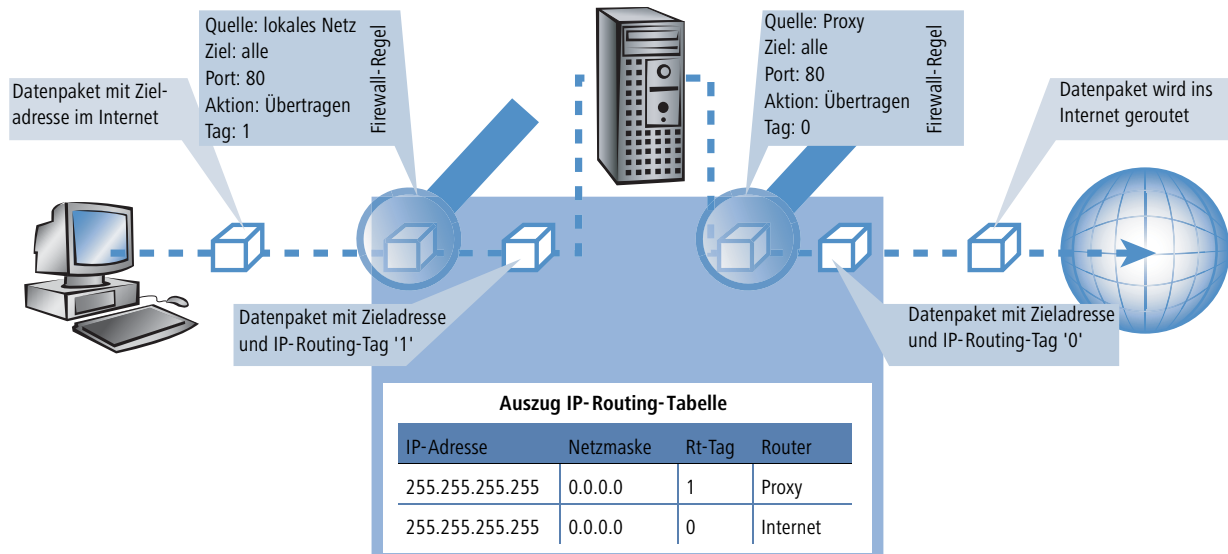 Datenpaket mit Ziel-
adresse im Internet
Quelle: lokales Netz
Ziel: alle
Port: 80
Aktion: Übertragen
Tag: 1
Firewall-Regel
Quelle: Proxy
Ziel: alle
Port: 80
Aktion: Übertragen
Tag: 0
Firewall-Regel
Datenpaket wird ins
Internet geroutet
Datenpaket mit Zieladresse
und IP-Routing-Tag '1'
Datenpaket mit Zieladresse
und IP-Routing-Tag '0'
Auszug IP-Routing-Tabelle
IP-Adresse Netzmaske Rt-Tag Router
255.255.255.255 0.0.0.0 1 Proxy
255.255.255.255 0.0.0.0 0 Internet